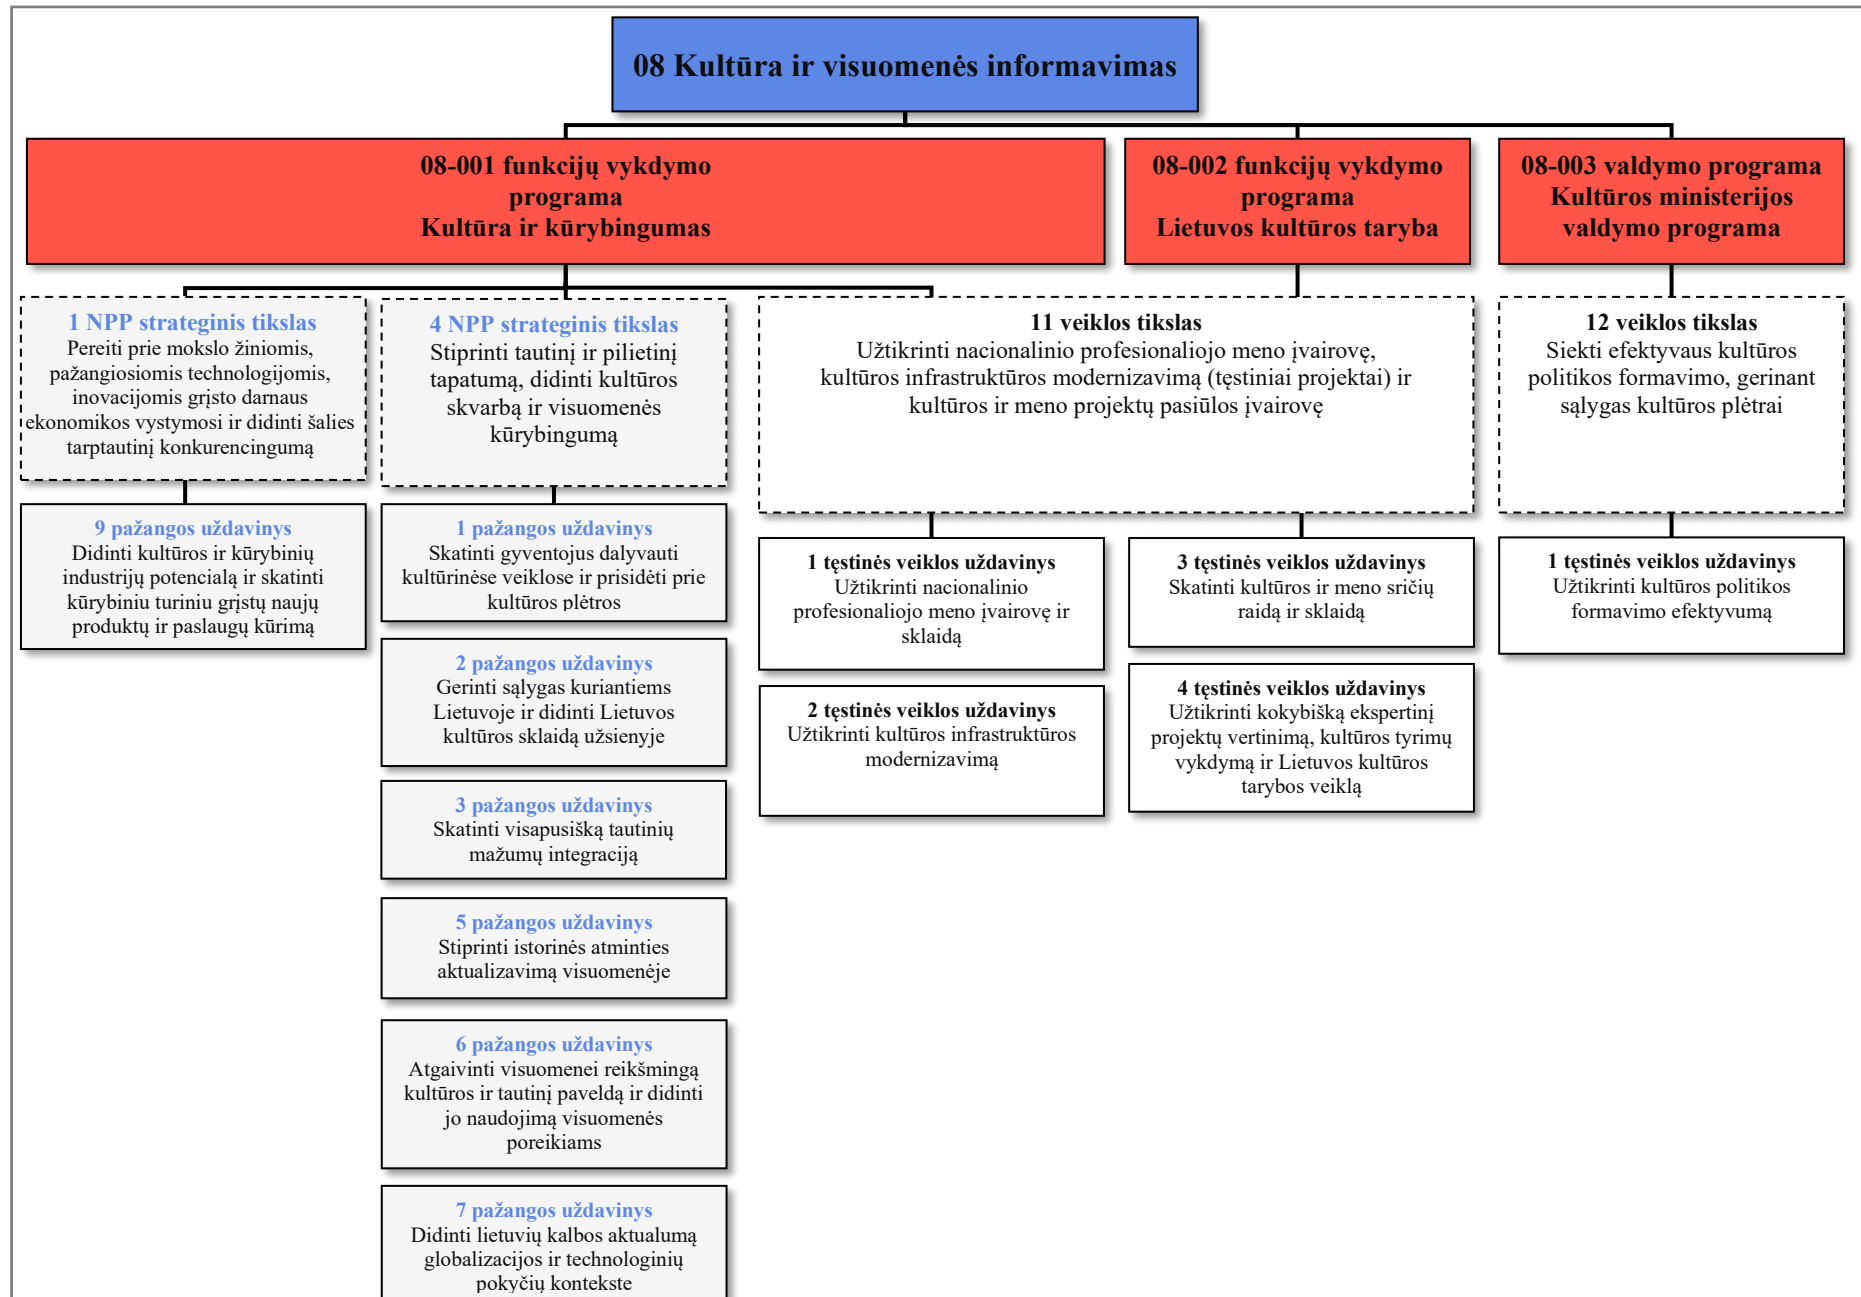 08 Kultūra ir visuomenės informavimas
08-001 funkcijų vykdymo
programa
Kultūra ir kūrybingumas
08-002 funkcijų vykdymo
programa
Lietuvos kultūros taryba
08-003 valdymo programa
Kultūros ministerijos
valdymo programa
1 NPP strateginis tikslas
Pereiti prie mokslo žiniomis,
pažangiosiomis technologijomis,
inovacijomis grįsto darnaus
ekonomikos vystymosi ir didinti šalies
tarptautinį konkurencingumą
4 NPP strateginis tikslas
Stiprinti tautinį ir pilietinį
tapatumą, didinti kultūros
skvarbą ir visuomenės
kūrybingumą
11 veiklos tikslas
Užtikrinti nacionalinio profesionaliojo meno įvairovę,
kultūros infrastruktūros modernizavimą (tęstiniai projektai) ir
kultūros ir meno projektų pasiūlos įvairovę
12 veiklos tikslas
Siekti efektyvaus kultūros
politikos formavimo, gerinant
sąlygas kultūros plėtrai
9 pažangos uždavinys
Didinti kultūros ir kūrybinių
industrijų potencialą ir skatinti
kūrybiniu turiniu grįstų naujų
produktų ir paslaugų kūrimą
1 pažangos uždavinys
Skatinti gyventojus dalyvauti
kultūrinėse veiklose ir prisidėti prie
kultūros plėtros
2 pažangos uždavinys
Gerinti sąlygas kuriantiems
Lietuvoje ir didinti Lietuvos
kultūros sklaidą užsienyje
3 pažangos uždavinys
Skatinti visapusišką tautinių
mažumų integraciją
5 pažangos uždavinys
Stiprinti istorinės atminties
aktualizavimą visuomenėje
6 pažangos uždavinys
Atgaivinti visuomenei reikšmingą
kultūros ir tautinį paveldą ir didinti
jo naudojimą visuomenės
poreikiams
7 pažangos uždavinys
Didinti lietuvių kalbos aktualumą
globalizacijos ir technologinių
pokyčių kontekste
1 tęstinės veiklos uždavinys
Užtikrinti nacionalinio
profesionaliojo meno įvairovę ir
sklaidą
2 tęstinės veiklos uždavinys
Užtikrinti kultūros infrastruktūros
modernizavimą
3 tęstinės veiklos uždavinys
Skatinti kultūros ir meno sričių
raidą ir sklaidą
4 tęstinės veiklos uždavinys
Užtikrinti kokybišką ekspertinį
projektų vertinimą, kultūros tyrimų
vykdymą ir Lietuvos kultūros
tarybos veiklą
1 tęstinės veiklos uždavinys
Užtikrinti kultūros politikos
formavimo efektyvumą